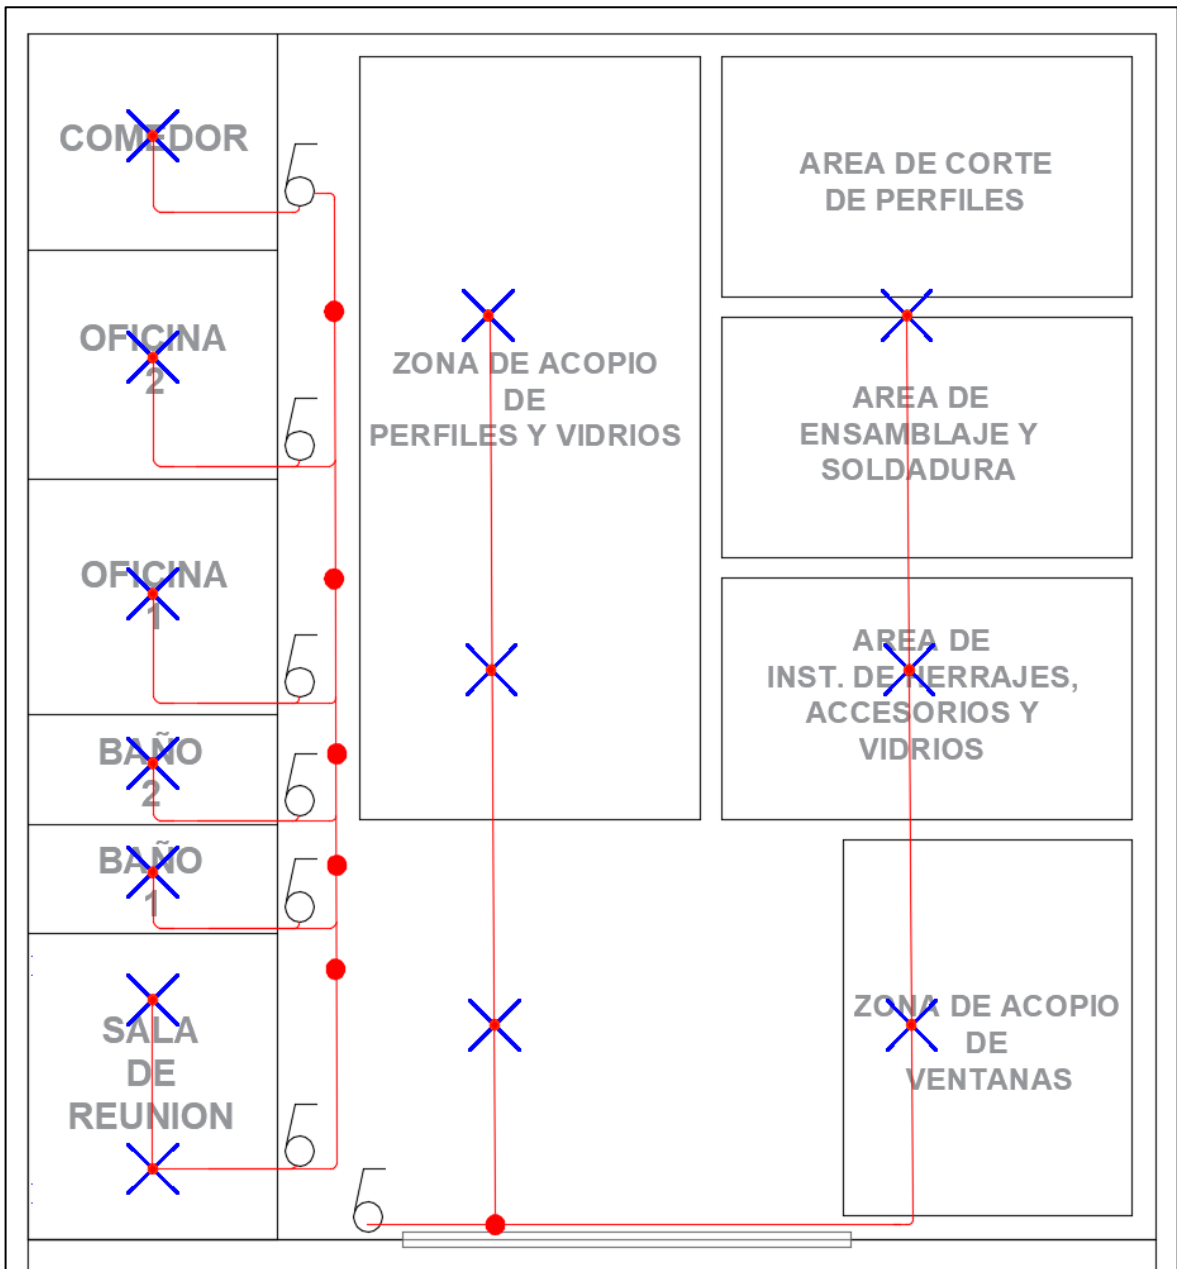 COMEDOR
OFICINA
2
OFICINA
1
BAÑO
2
BAÑO
1
SALA
DE
REUNION
ZONA DE ACOPIO
DE
PERFILES Y VIDRIOS
AREA DE CORTE
DE PERFILES
AREA DE
ENSAMBLAJE Y
SOLDADURA
AREA DE
INST. DE HERRAJES,
ACCESORIOS Y
VIDRIOS
ZONA DE ACOPIO
DE
VENTANAS